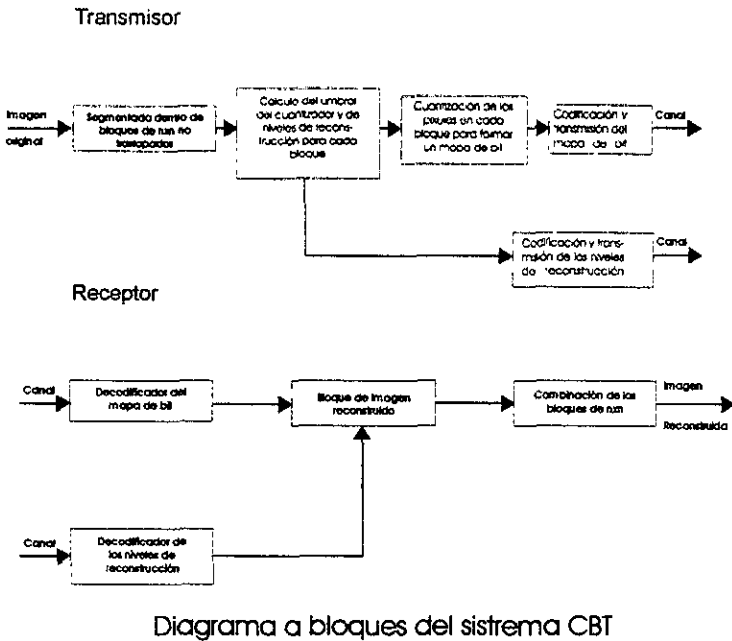 Transmisor
Imagen
original
Segmentada dentro de
bloques de nxn no
traslapados
Calculo del umbral
del cuantizador y de
niveles de recons-
trucción para cada
bloque
Cuantización de los
pixeles en cada
bloque para formar
un mapa de bit
Codificación y
transmisión del
mapa de bit
Canal
Codificación y trans-
misión de los niveles
de reconstrucción
Canal
Receptor
Canal
Decodificador del
mapa de bit
Bloque de imagen
reconstruido
Combinación de los
bloques de nxn
Imagen
Reconstruida
Canal
Decodificador de
los niveles de
reconstrucción
Diagrama a bloques del sistrema CBT